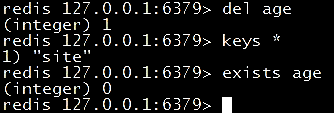 redis 127.0.0.1:6379> del age
(integer) 1
redis 127.0.0.1:6379> keys *
1) "site"
redis 127.0.0.1:6379> exists age
(integer) 0
redis 127.0.0.1:6379>